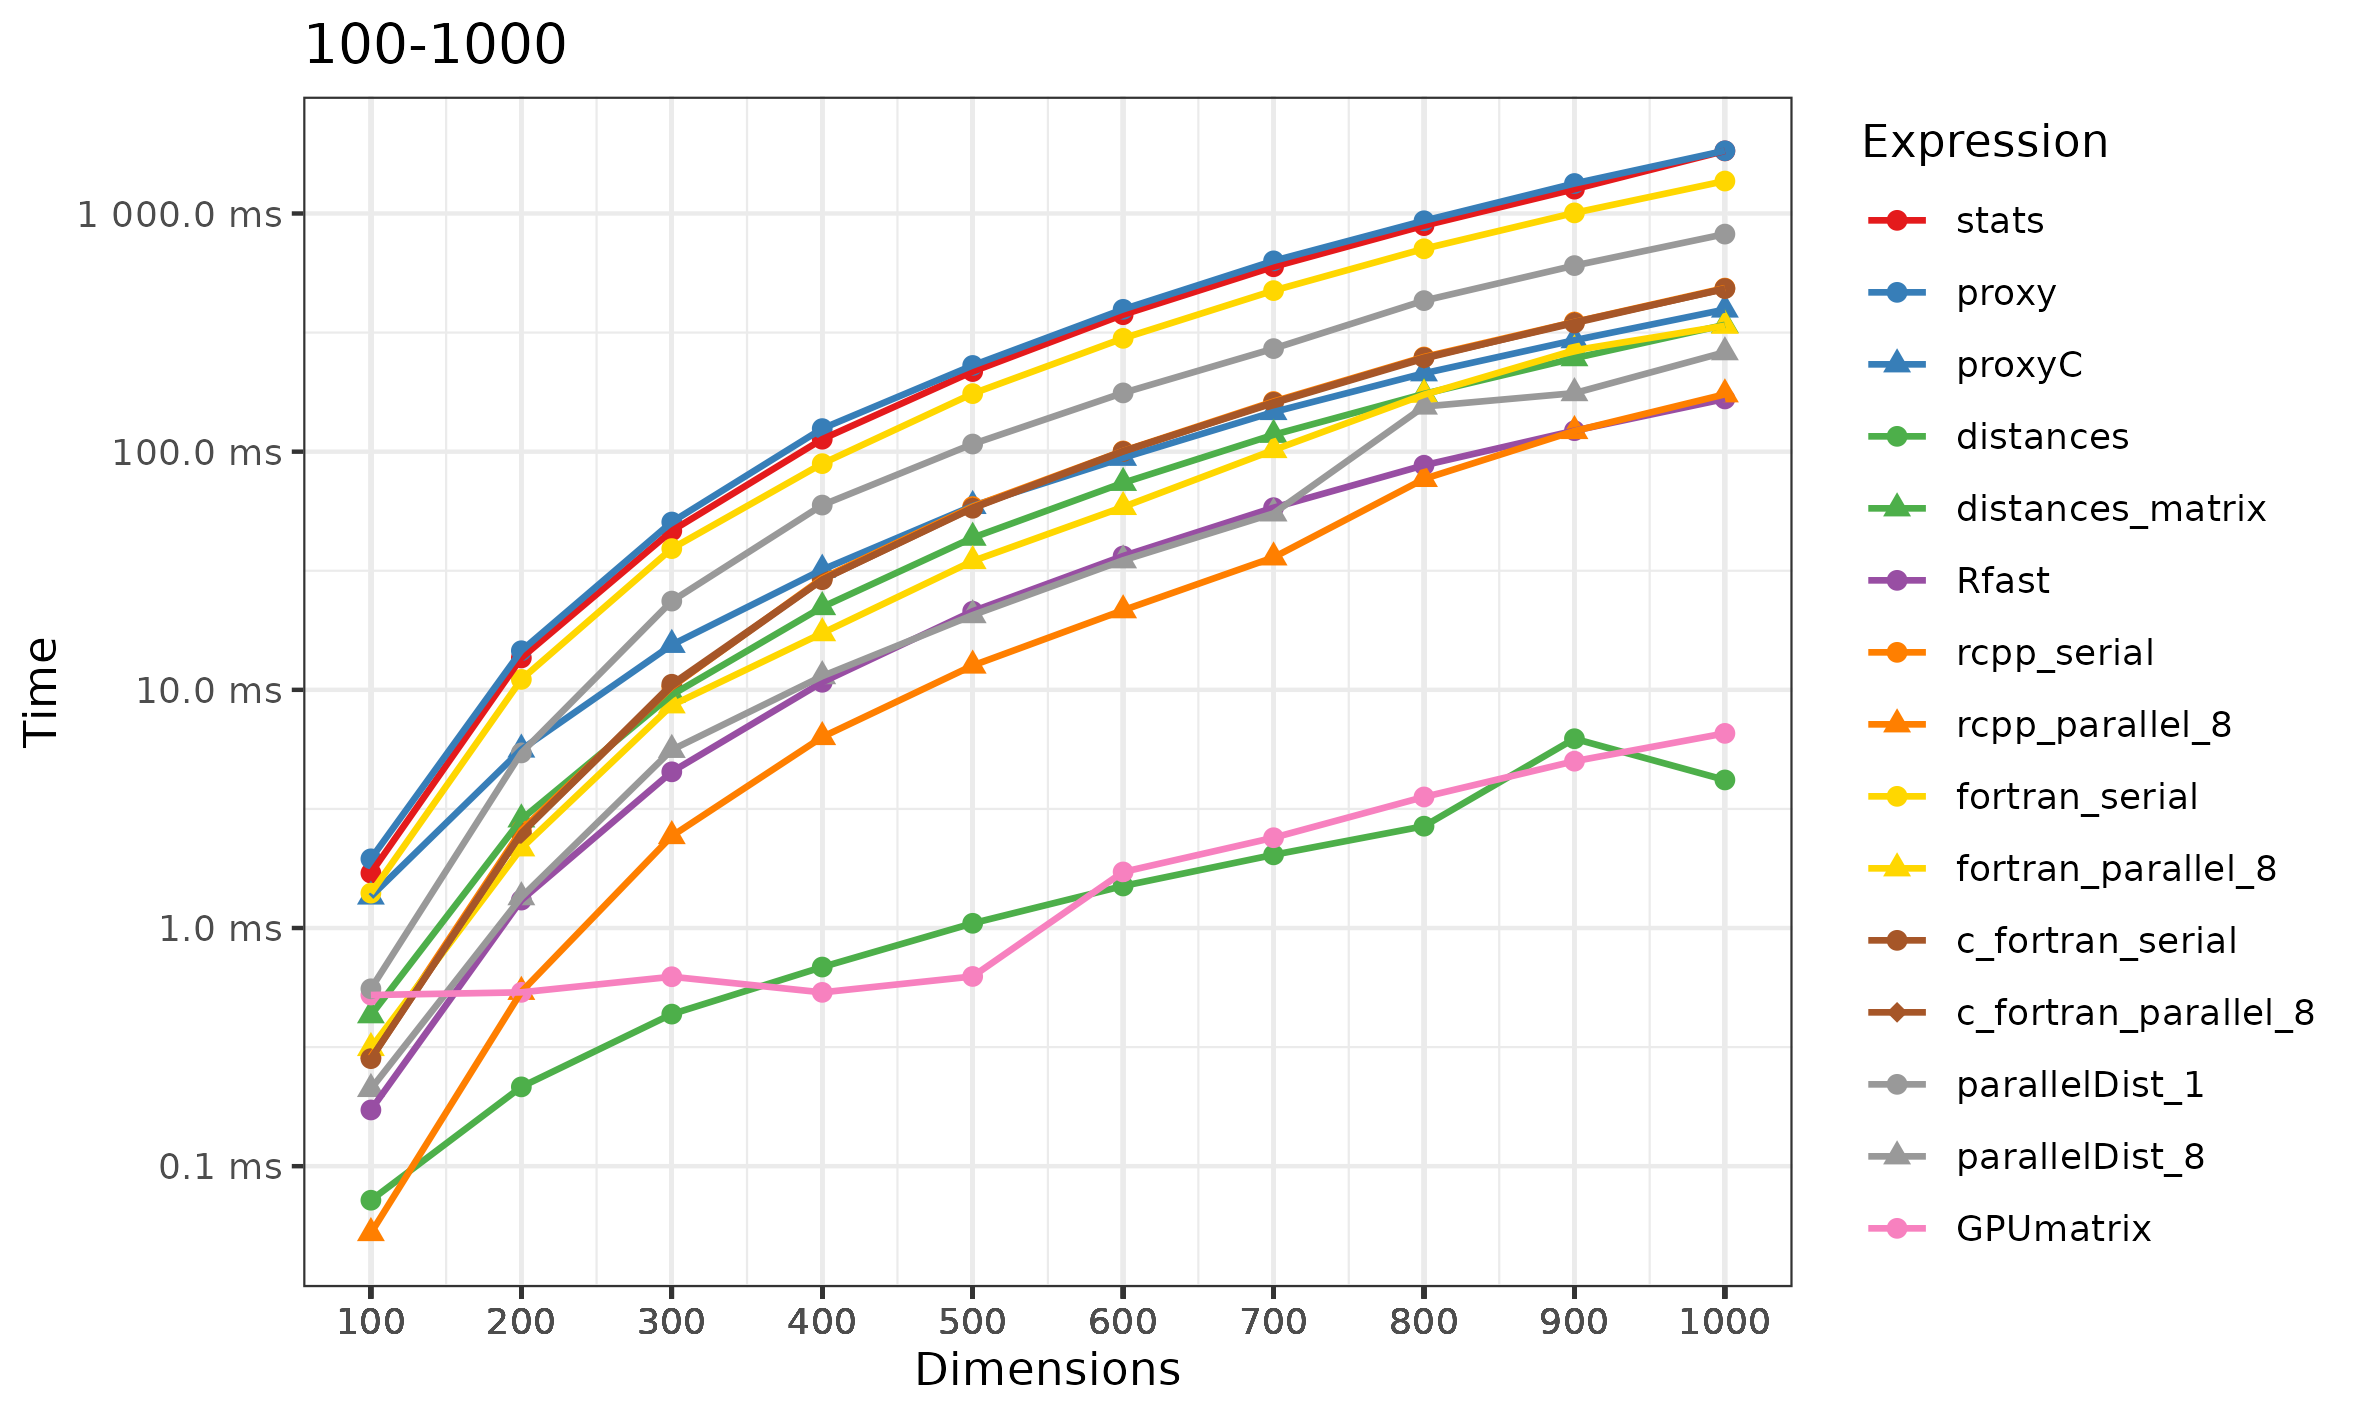 100-1000
Time
1 000.0 ms
100.0 ms
10.0 ms
1.0 ms
0.1 ms
100 200 300 400 500 600 700 800 900 1000
Dimensions
Expression
stats
proxy
proxyC
distances
distances_matrix
Rfast
rcpp_serial
rcpp_parallel_8
fortran_serial
fortran_parallel_8
c_fortran_serial
c_fortran_parallel_8
parallelDist_1
parallelDist_8
GPUmatrix